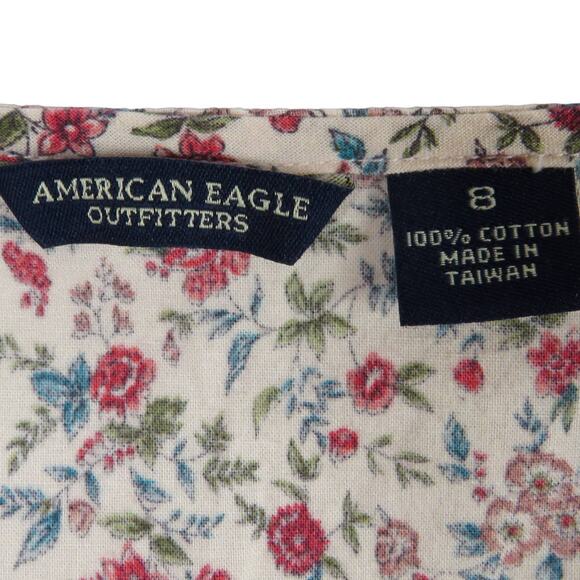 AMERICAN EAGLE
OUTFITTERS
8
100% COTTON
MADE IN
TAIWAN